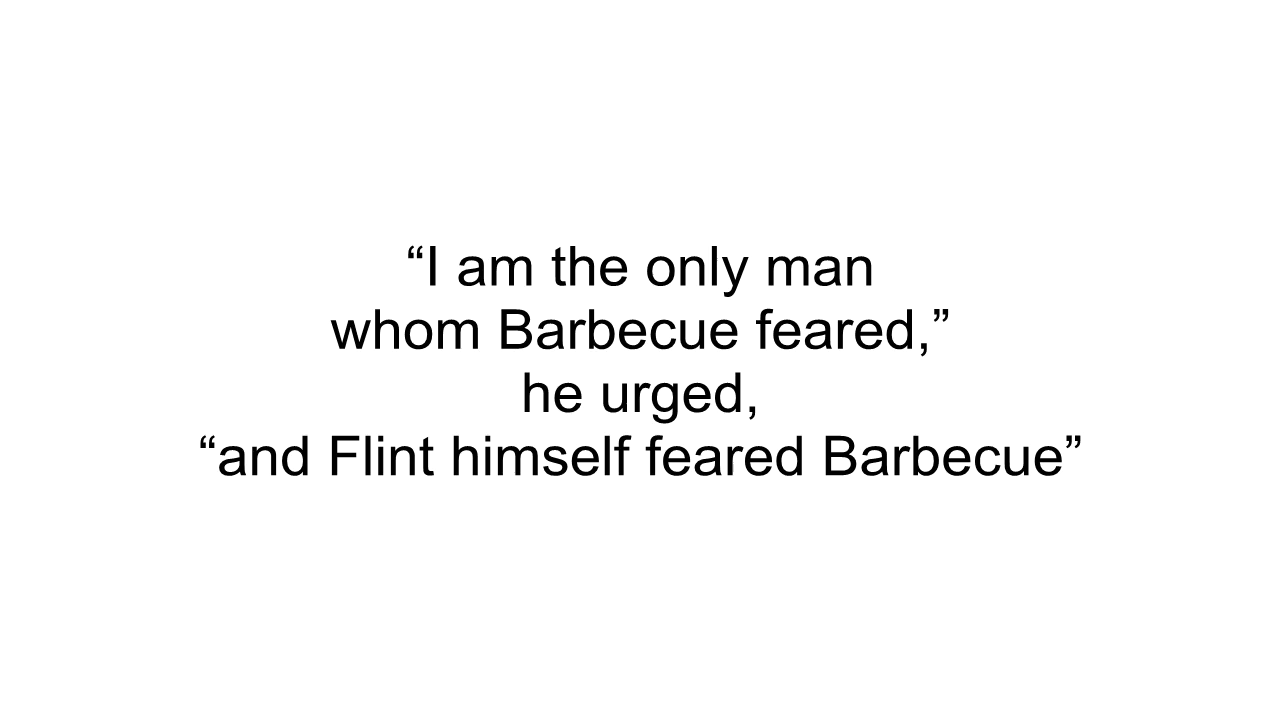 “I am the only man
whom Barbecue feared,”
he urged,
“and Flint himself feared Barbecue”